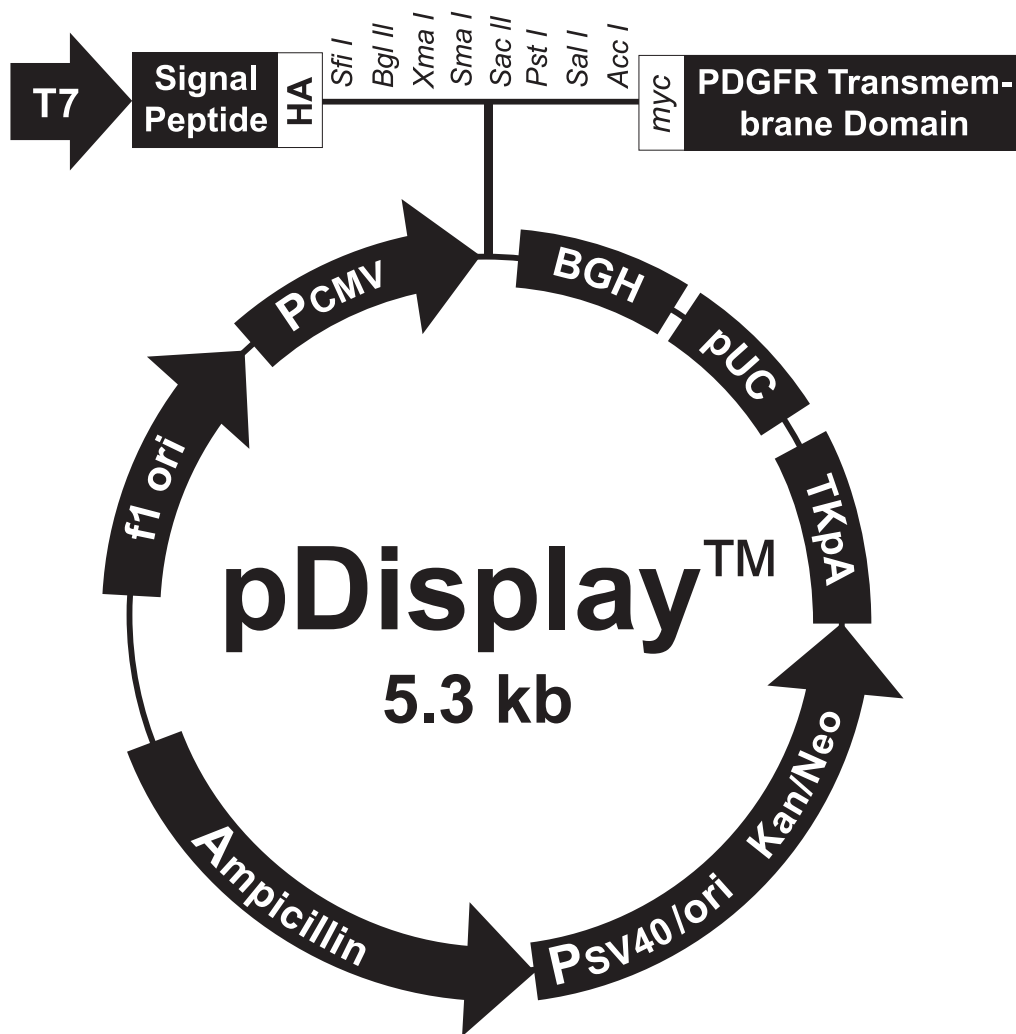 T7
Signal
Peptide
HA
Sfi I
Bgl II
Xma I
Sma I
Sac II
Pst I
Sal I
Acc I
myc
PDGFR Transmem-
brane Domain
PCMV
BGH
pUC
TKpA
f1 ori
pDisplay™
5.3 kb
Kan/Neo
PSV40/ori
Ampicillin